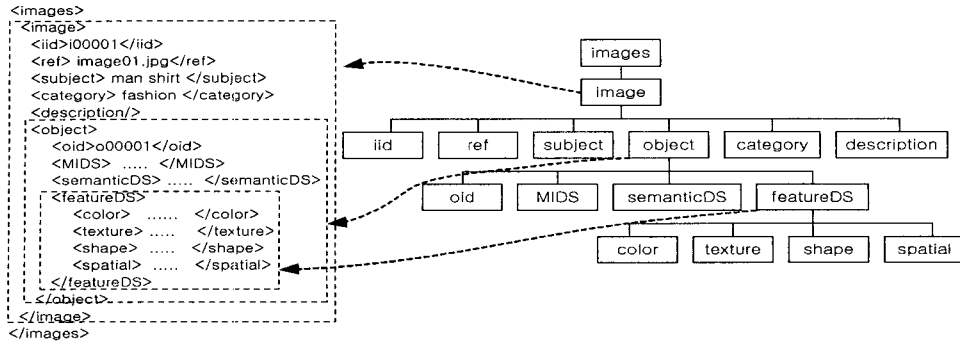 <images>
<image>
<iid>i00001</iid>
<ref> image01.jpg</ref>
<subject> man shirt </subject>
<category> fashion </category>
<description/>
<object>
<oid>o00001</oid>
<MIDS> ..... </MIDS>
<semanticDS> ..... </semanticDS>
<featureDS>
<color> ...... </color>
<texture> ..... </texture>
<shape> ..... </shape>
<spatial> ..... </spatial>
</featureDS>
</object>
</image>
</images>
images
image
iid ref subject object category description
oid MIDS semanticDS featureDS
color texture shape spatial